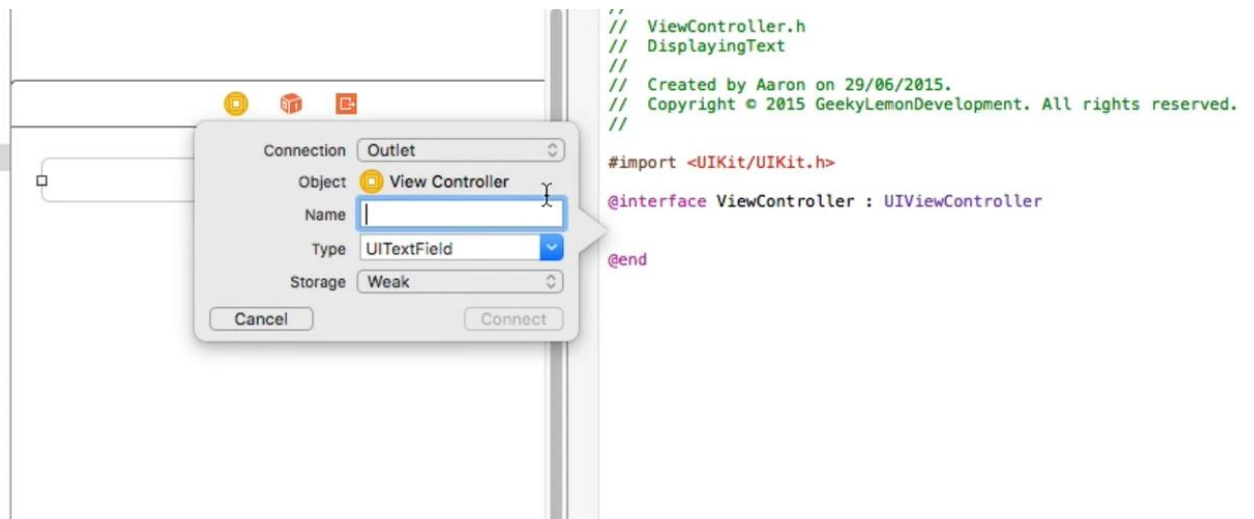 Connection Outlet
Object View Controller
Name
Type UITextField
Storage Weak
Cancel Connect
//
// ViewController.h
// DisplayingText
//
// Created by Aaron on 29/06/2015.
// Copyright © 2015 GeekyLemonDevelopment. All rights reserved.
//
#import <UIKit/UIKit.h>
@interface ViewController : UIViewController
@end